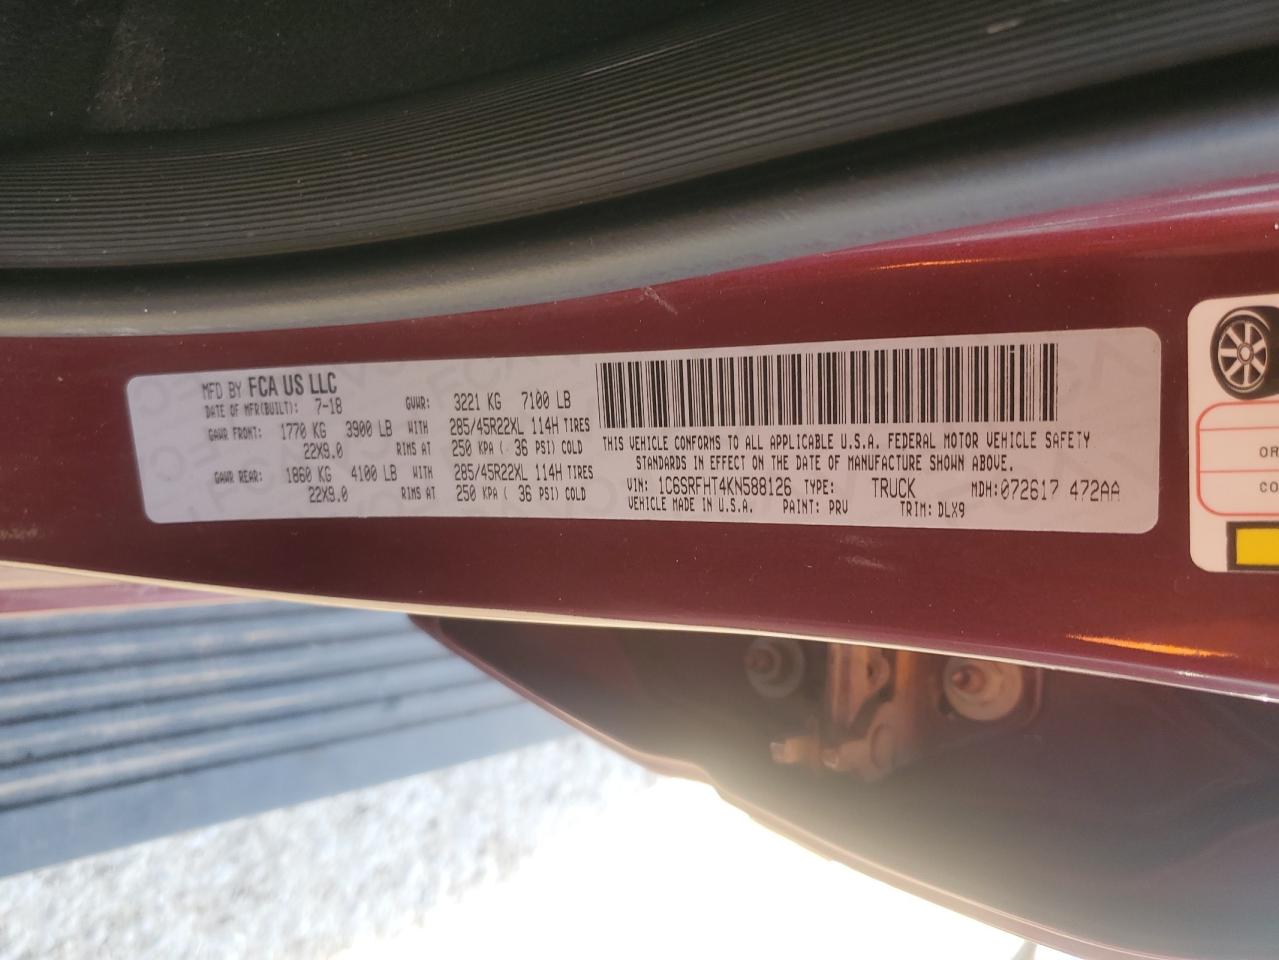 MFD BY FCA US LLC
DATE OF MFR(BUILT): 7-18 GVWR: 3221 KG 7100 LB
GAWR FRONT: 1770 KG 3900 LB WITH 285/45R22XL 114H TIRES
22X9.0 RIMS AT 250 KPA ( 36 PSI) COLD
GAWR REAR: 1860 KG 4100 LB WITH 285/45R22XL 114H TIRES
22X9.0 RIMS AT 250 KPA ( 36 PSI) COLD
THIS VEHICLE CONFORMS TO ALL APPLICABLE U.S.A. FEDERAL MOTOR VEHICLE SAFETY
STANDARDS IN EFFECT ON THE DATE OF MANUFACTURE SHOWN ABOVE.
VIN: 1C6SRFHT4KN588126 TYPE: TRUCK MDH:072617 472AA
VEHICLE MADE IN U.S.A. PAINT: PRV TRIM: DLX9
OR
CO